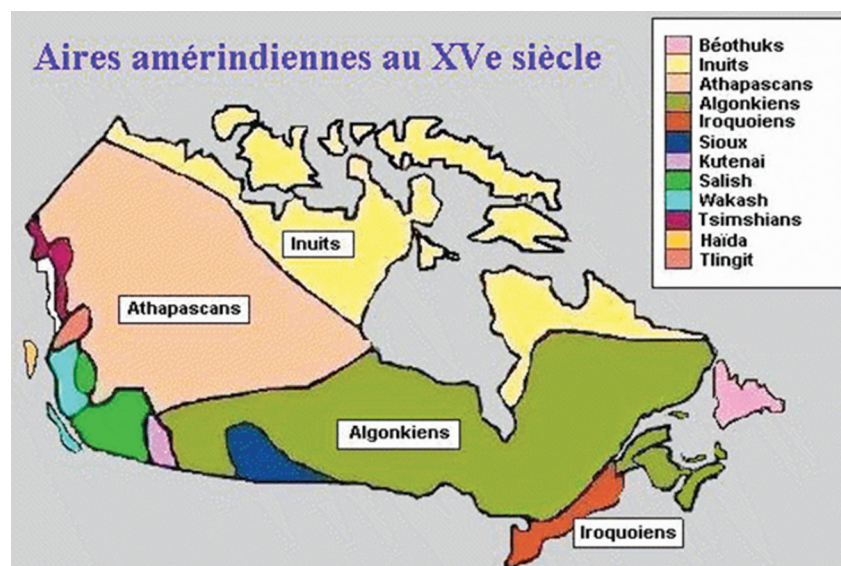 Aires amérindiennes au XVe siècle
Béothuks
Inuits
Athapascans
Algonkiens
Iroquoiens
Sioux
Kutenai
Salish
Wakash
Tsimshians
Haïda
Tlingit
Inuits
Athapascans
Algonkiens
Iroquoiens